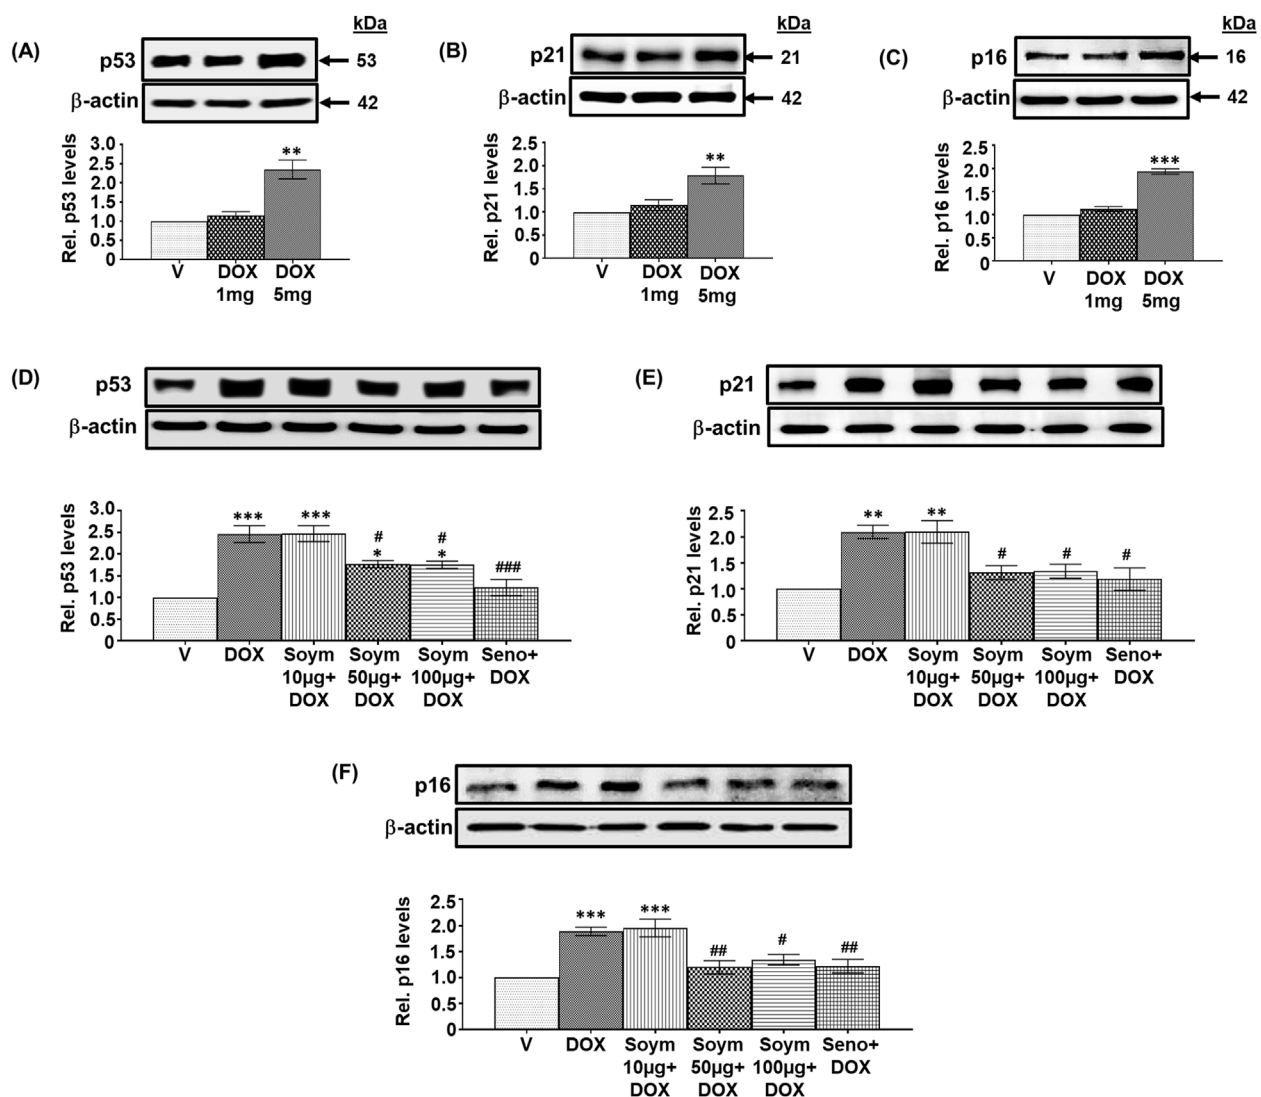 (A)
kDa
p53
53
β-actin
42
Rel. p53 levels
3.0
2.5
2.0
1.5
1.0
0.5
0
**
V
DOX
1mg
DOX
5mg
(B)
kDa
p21
21
β-actin
42
Rel. p21 levels
2.5
2.0
1.5
1.0
0.5
0
**
V
DOX
1mg
DOX
5mg
(C)
kDa
p16
16
β-actin
42
Rel. p16 levels
2.5
2.0
1.5
1.0
0.5
0
***
V
DOX
1mg
DOX
5mg
(D)
p53
β-actin
Rel. p53 levels
3.0
2.5
2.0
1.5
1.0
0.5
0
***
***
#
*
#
*
###
V
DOX
Soym
10μg+
DOX
Soym
50μg+
DOX
Soym
100μg+
DOX
Seno+
DOX
(E)
p21
β-actin
Rel. p21 levels
2.5
2.0
1.5
1.0
0.5
0
**
**
#
#
#
V
DOX
Soym
10μg+
DOX
Soym
50μg+
DOX
Soym
100μg+
DOX
Seno+
DOX
(F)
p16
β-actin
Rel. p16 levels
2.5
2.0
1.5
1.0
0.5
0
***
***
##
#
##
V
DOX
Soym
10μg+
DOX
Soym
50μg+
DOX
Soym
100μg+
DOX
Seno+
DOX